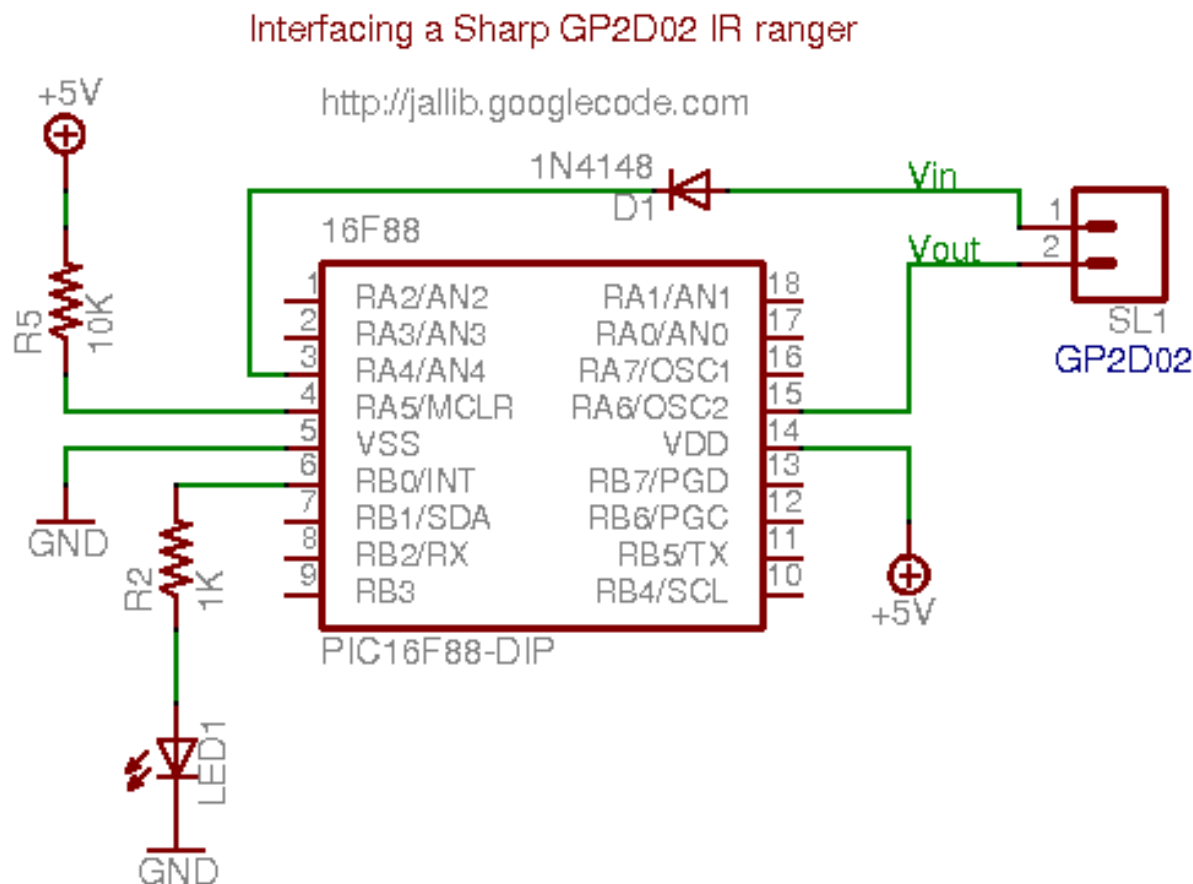 Interfacing a Sharp GP2D02 IR ranger
+5V
http://jallib.googlecode.com
1N4148
D1
Vin
Vout
1
2
SL1
GP2D02
16F88
R5
10K
1 RA2/AN2 RA1/AN1 18
2 RA3/AN3 RA0/AN0 17
3 RA4/AN4 RA7/OSC1 16
4 RA5/MCLR RA6/OSC2 15
5 VSS VDD 14
6 RB0/INT RB7/PGD 13
7 RB1/SDA RB6/PGC 12
8 RB2/RX RB5/TX 11
9 RB3 RB4/SCL 10
PIC16F88-DIP
GND
R2
1K
+5V
LED1
GND